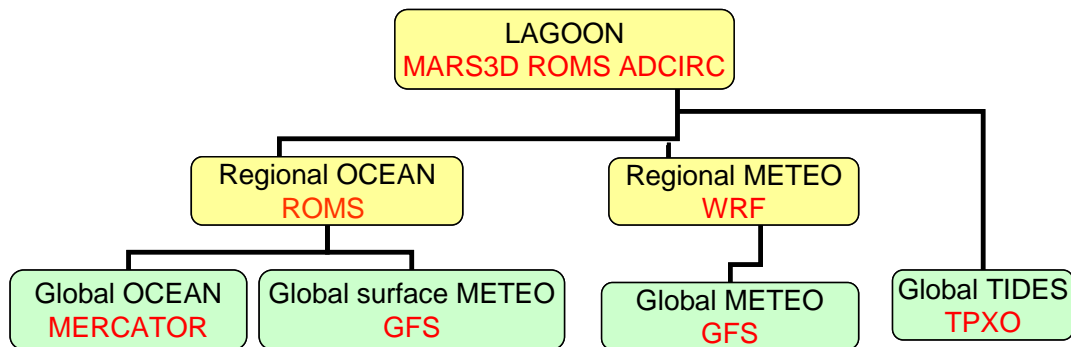 LAGOON
MARS3D ROMS ADCIRC
Regional OCEAN
ROMS
Regional METEO
WRF
Global OCEAN
MERCATOR
Global surface METEO
GFS
Global METEO
GFS
Global TIDES
TPXO